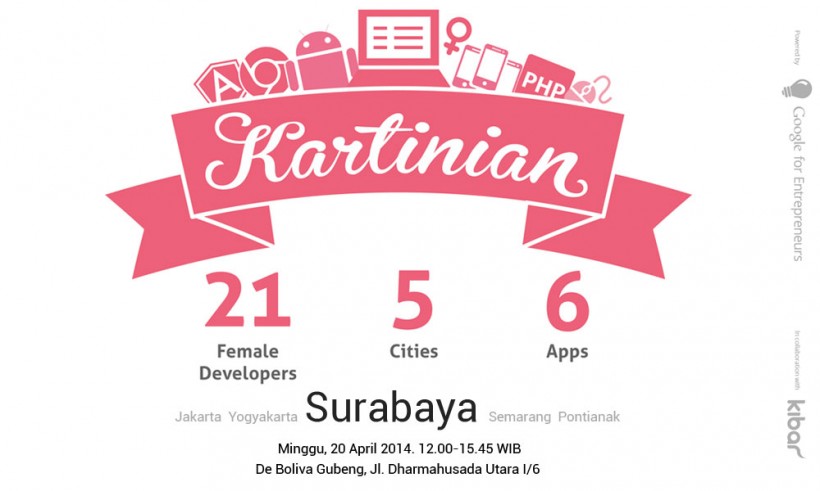 A
PHP
Kartinian
21 5 6
Female Developers
Cities
Apps
Jakarta Yogyakarta Surabaya Semarang Pontianak
Minggu, 20 April 2014. 12.00-15.45 WIB
De Boliva Gubeng, Jl. Dharmahusada Utara I/6
Powered by
Google for Entrepreneurs
In collaboration with
kibar